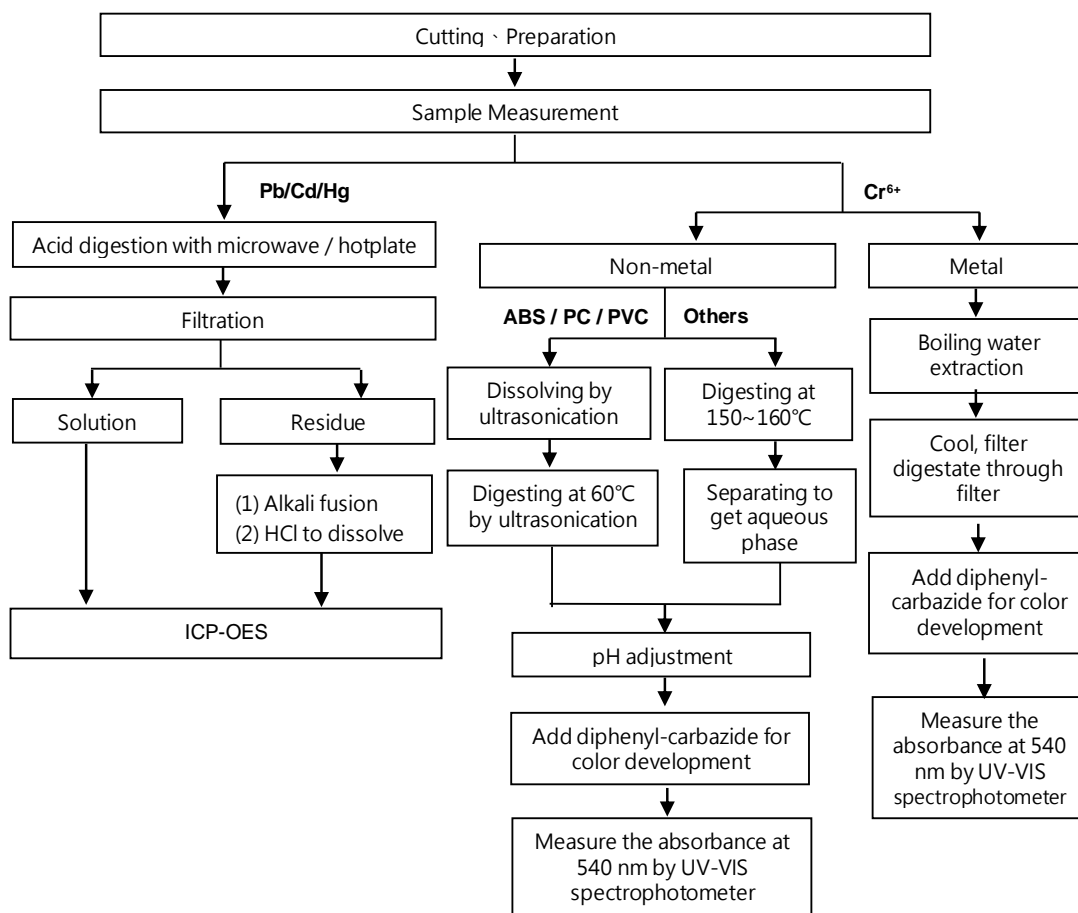 Cutting、Preparation
Sample Measurement
Pb/Cd/Hg
Cr⁶⁺
Acid digestion with microwave / hotplate
Non-metal
Metal
Filtration
ABS / PC / PVC
Others
Boiling water
extraction
Solution
Residue
Dissolving by
ultrasonication
Digesting at
150~160℃
Cool, filter
digestate through
filter
(1) Alkali fusion
(2) HCl to dissolve
Digesting at 60℃
by ultrasonication
Separating to
get aqueous
phase
Add diphenyl-
carbazide for color
development
ICP-OES
pH adjustment
Measure the
absorbance at 540
nm by UV-VIS
spectrophotometer
Add diphenyl-carbazide for
color development
Measure the absorbance at
540 nm by UV-VIS
spectrophotometer